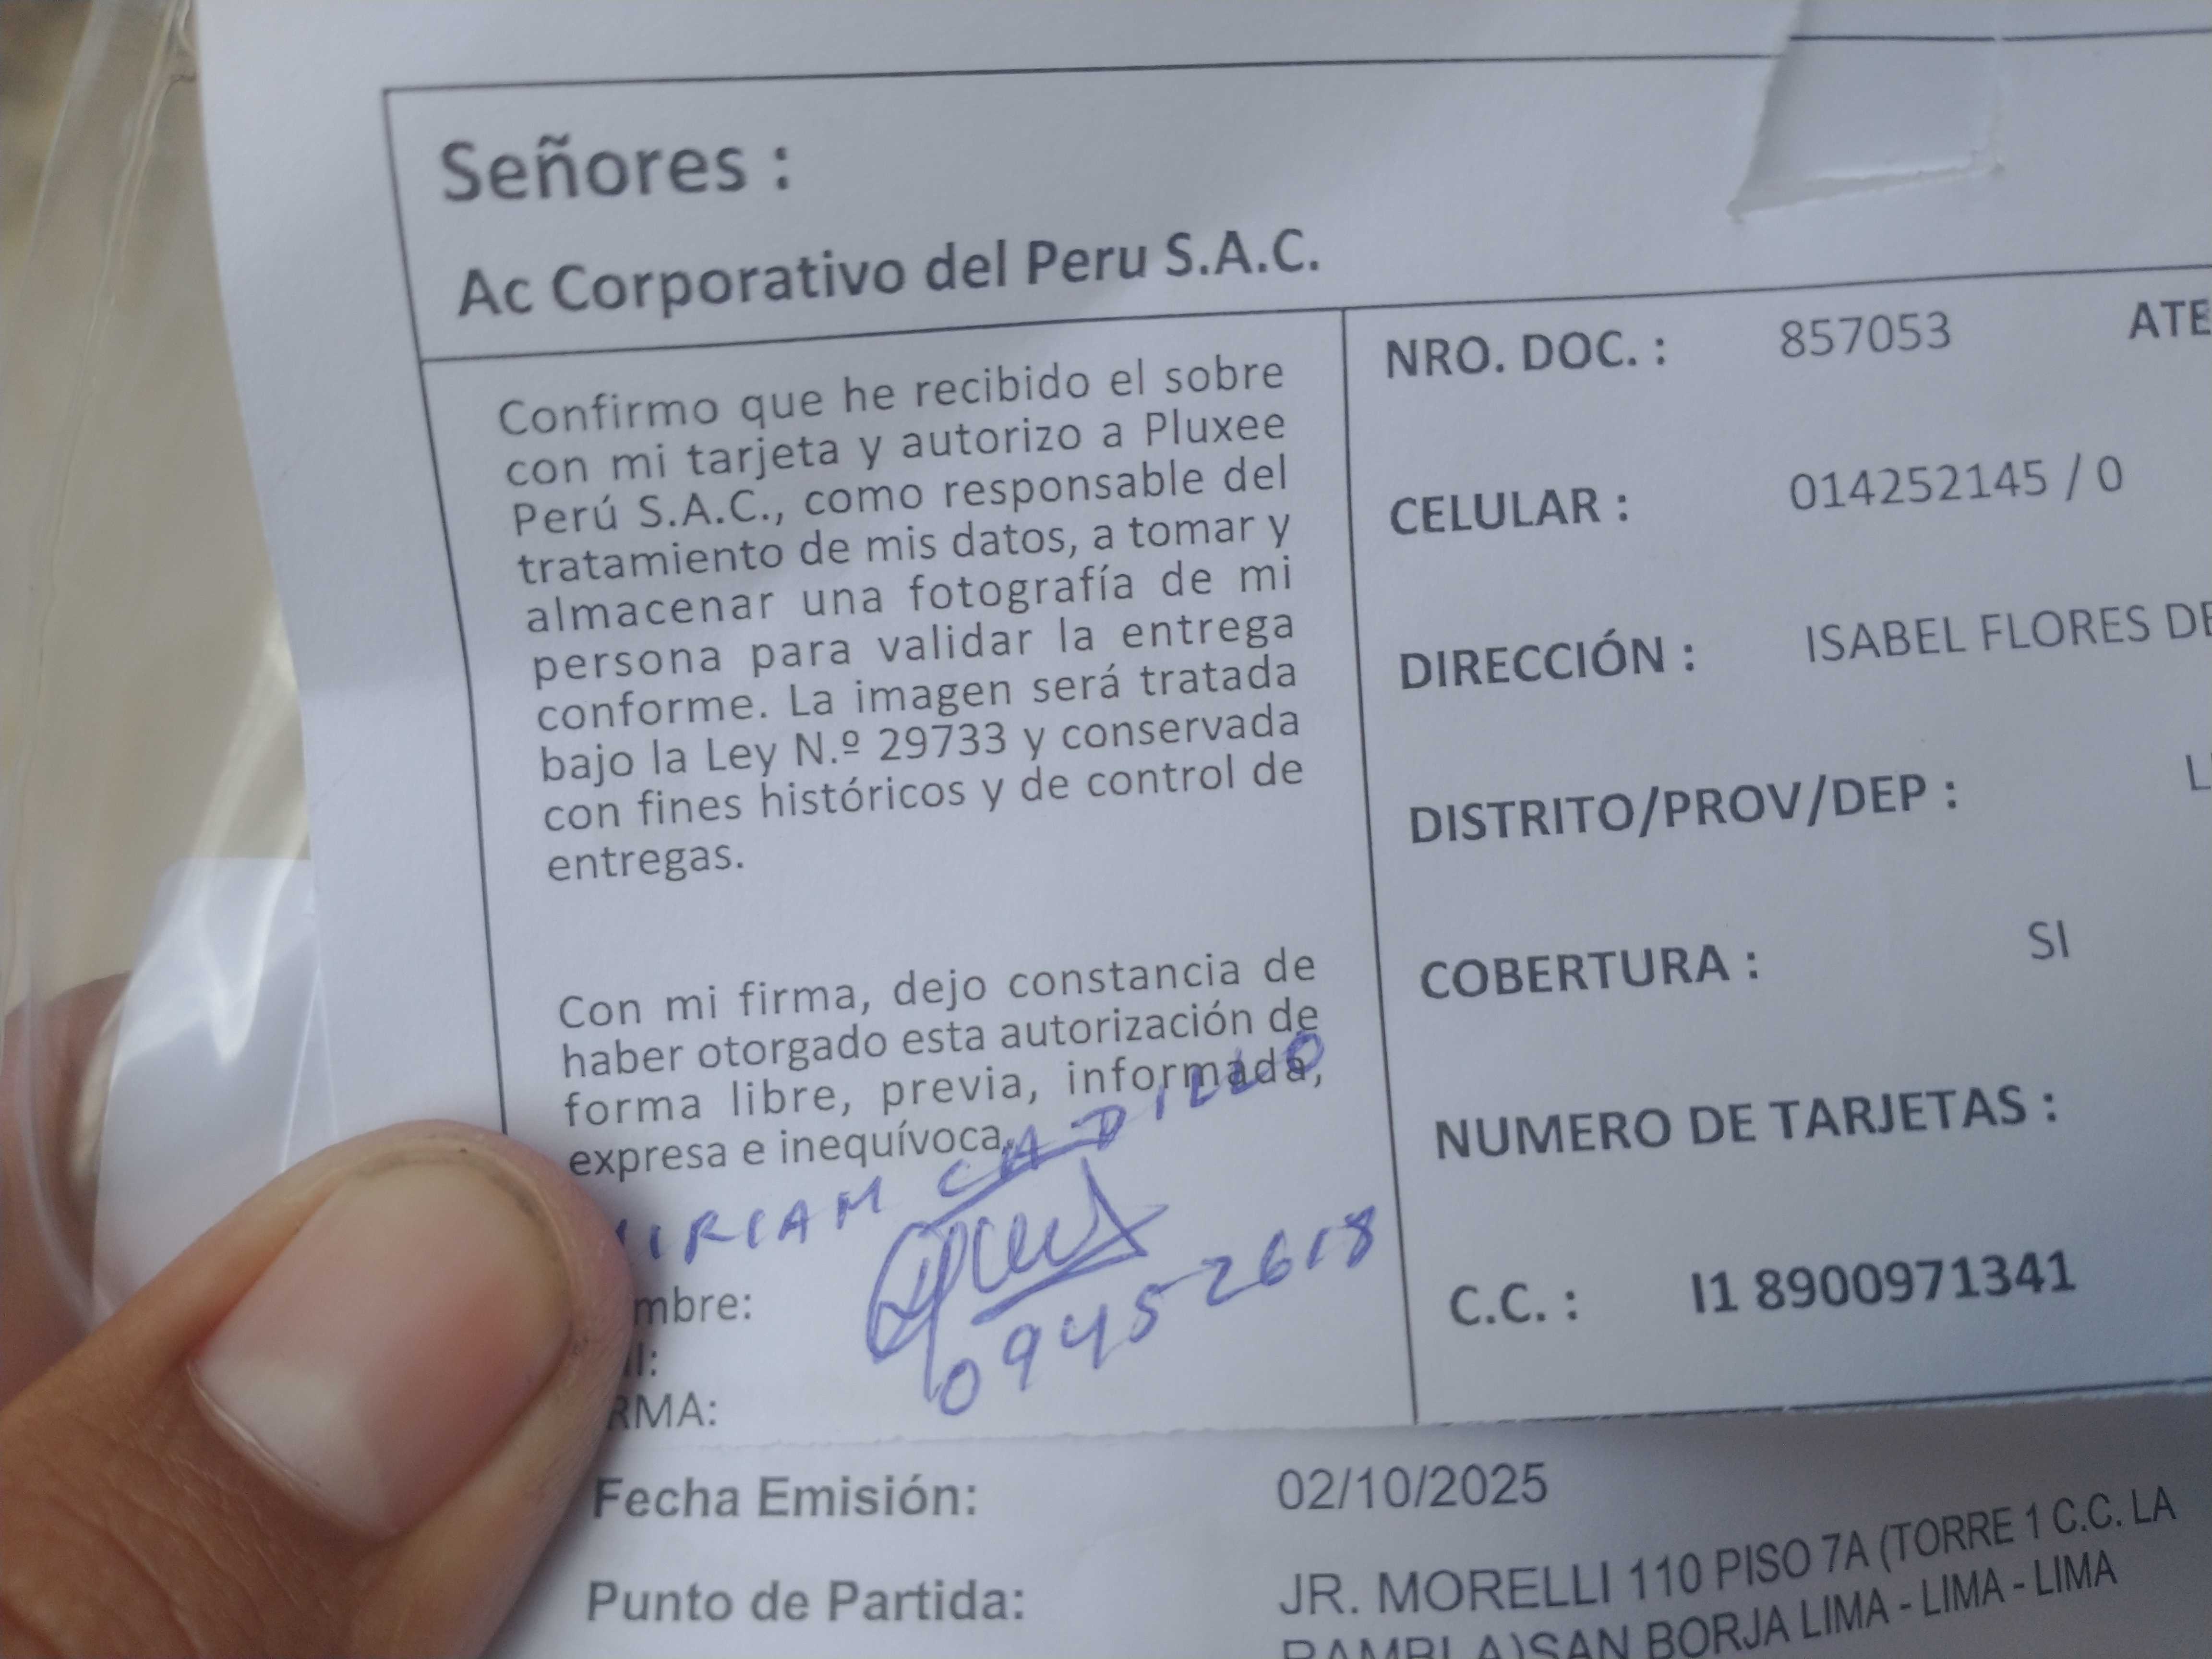 Señores :
Ac Corporativo del Peru S.A.C.
Confirmo que he recibido el sobre
con mi tarjeta y autorizo a Pluxee
Perú S.A.C., como responsable del
tratamiento de mis datos, a tomar y
almacenar una fotografía de mi
persona para validar la entrega
conforme. La imagen será tratada
bajo la Ley N.º 29733 y conservada
con fines históricos y de control de
entregas.
Con mi firma, dejo constancia de
haber otorgado esta autorización de
forma libre, previa, informada,
expresa e inequívoca.
MIRIAM CADILLO
09452618
mbre:
RMA:
NRO. DOC. : 857053 ATE
CELULAR : 014252145 / 0
DIRECCIÓN : ISABEL FLORES DE
DISTRITO/PROV/DEP : L
COBERTURA : SI
NUMERO DE TARJETAS :
C.C. : I1 8900971341
Fecha Emisión: 02/10/2025
Punto de Partida: JR. MORELLI 110 PISO 7A (TORRE 1 C.C. LA
RAMBLA)SAN BORJA LIMA - LIMA - LIMA